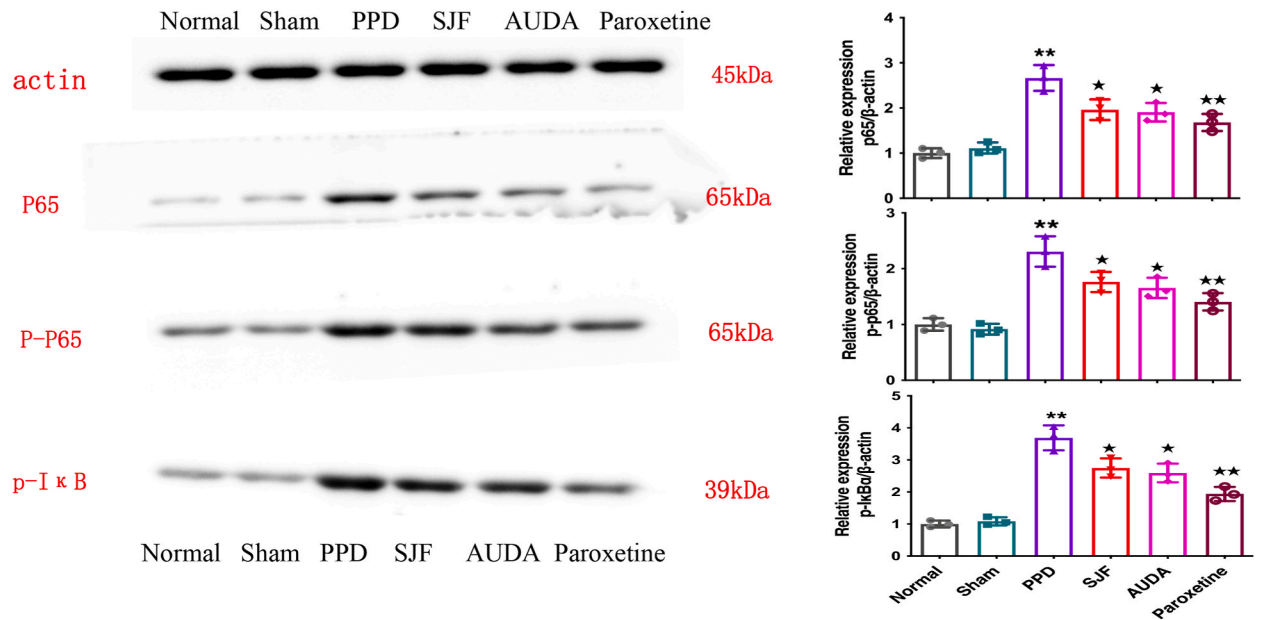 Normal Sham PPD SJF AUDA Paroxetine
actin 45kDa
P65 65kDa
P-P65 65kDa
p-IκB 39kDa
Normal Sham PPD SJF AUDA Paroxetine
Relative expression
p65/β-actin
4
3
2
1
0
** ★ ★ ★★
Relative expression
p-p65/β-actin
3
2
1
0
** ★ ★ ★★
Relative expression
p-IκBα/β-actin
5
4
3
2
1
0
** ★ ★ ★★
Normal Sham PPD SJF AUDA Paroxetine